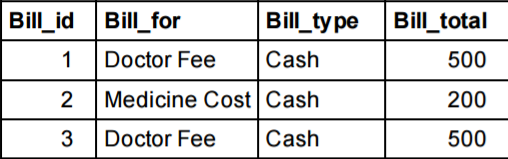 Bill_id Bill_for Bill_type Bill_total
1 Doctor Fee Cash 500
2 Medicine Cost Cash 200
3 Doctor Fee Cash 500